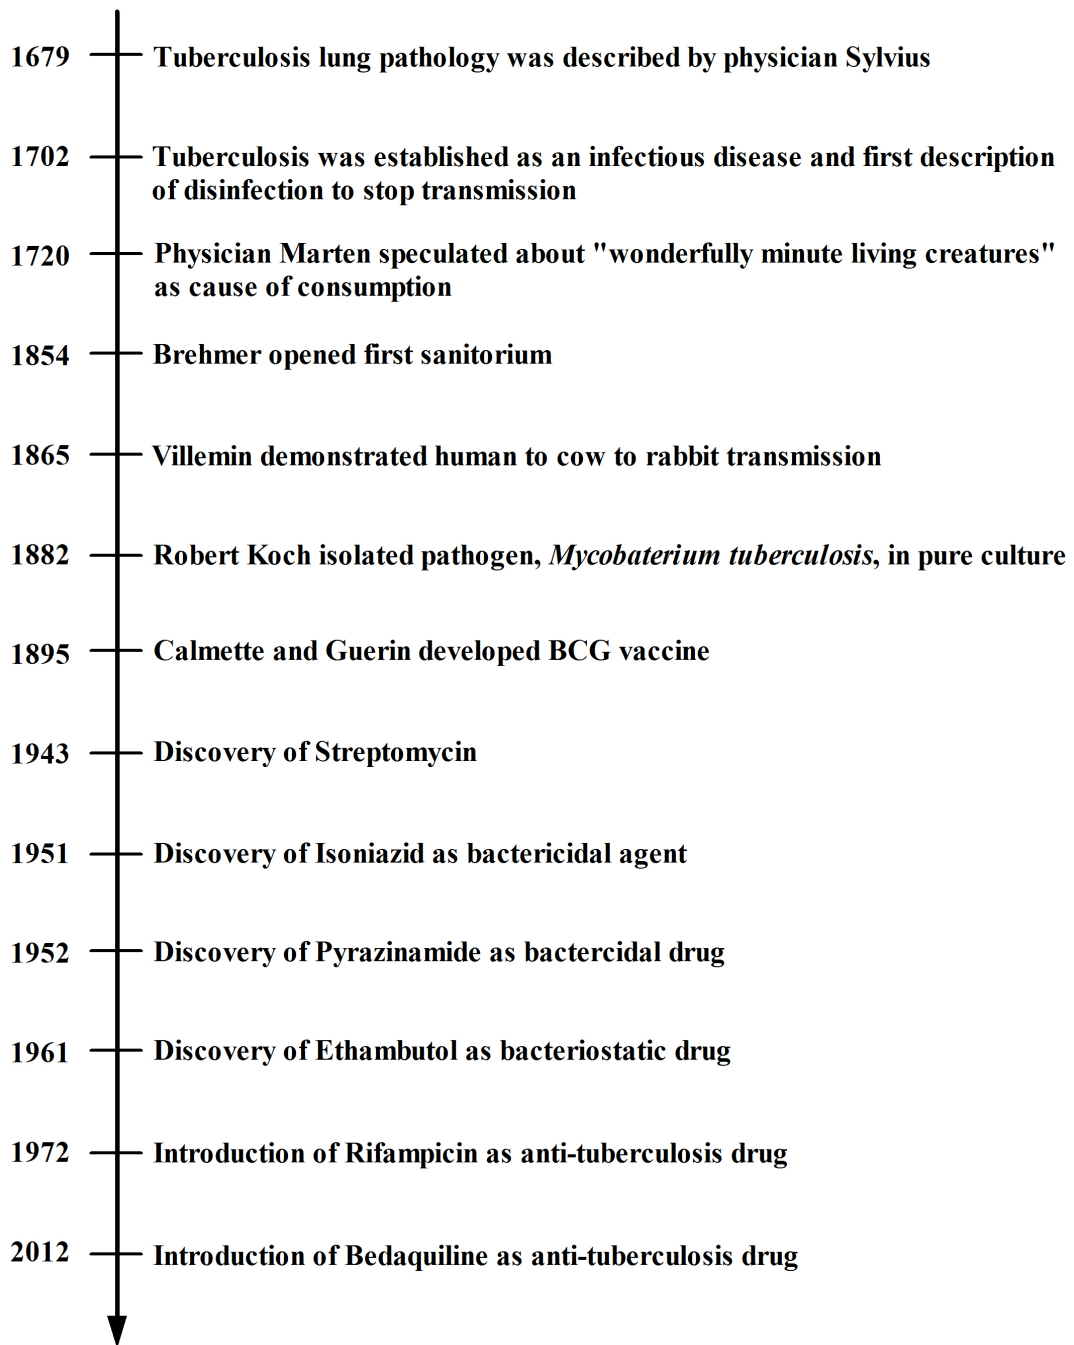 1679 Tuberculosis lung pathology was described by physician Sylvius
1702 Tuberculosis was established as an infectious disease and first description
of disinfection to stop transmission
1720 Physician Marten speculated about "wonderfully minute living creatures"
as cause of consumption
1854 Brehmer opened first sanitorium
1865 Villemin demonstrated human to cow to rabbit transmission
1882 Robert Koch isolated pathogen, Mycobaterium tuberculosis, in pure culture
1895 Calmette and Guerin developed BCG vaccine
1943 Discovery of Streptomycin
1951 Discovery of Isoniazid as bactericidal agent
1952 Discovery of Pyrazinamide as bactercidal drug
1961 Discovery of Ethambutol as bacteriostatic drug
1972 Introduction of Rifampicin as anti-tuberculosis drug
2012 Introduction of Bedaquiline as anti-tuberculosis drug